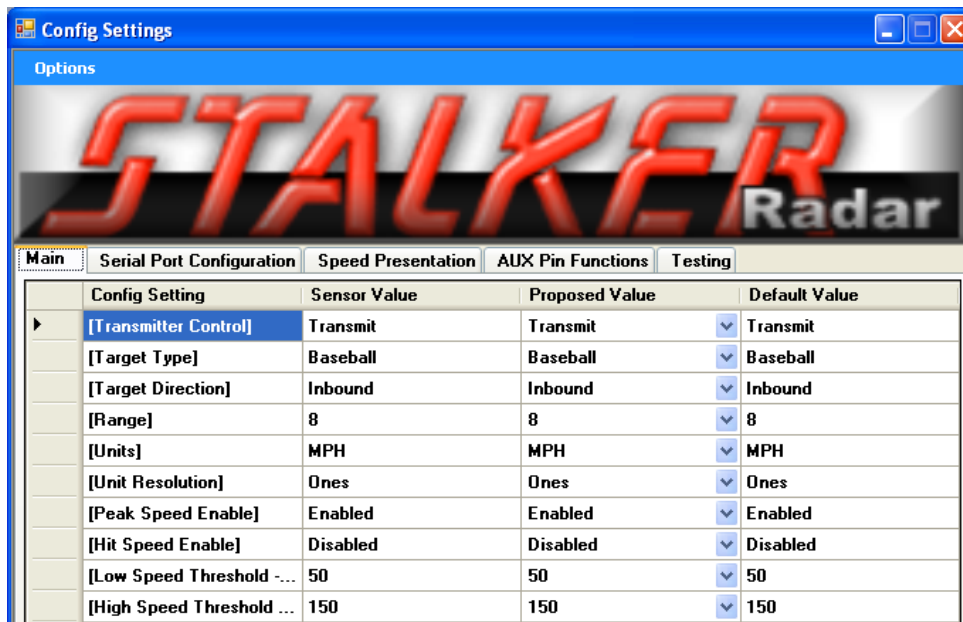 Config Settings
Options
STALKER
Radar
Main Serial Port Configuration Speed Presentation AUX Pin Functions Testing
Config Setting Sensor Value Proposed Value Default Value
[Transmitter Control] Transmit Transmit Transmit
[Target Type] Baseball Baseball Baseball
[Target Direction] Inbound Inbound Inbound
[Range] 8 8 8
[Units] MPH MPH MPH
[Unit Resolution] Ones Ones Ones
[Peak Speed Enable] Enabled Enabled Enabled
[Hit Speed Enable] Disabled Disabled Disabled
[Low Speed Threshold -... 50 50 50
[High Speed Threshold ... 150 150 150